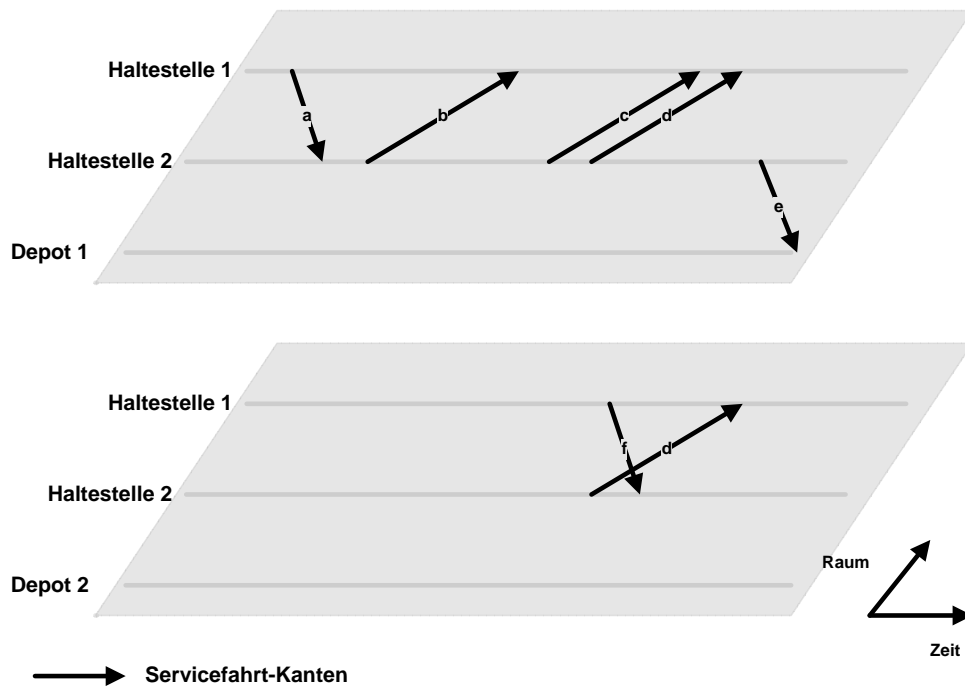 Haltestelle 1
a
b
c
d
Haltestelle 2
e
Depot 1
Haltestelle 1
f
d
Haltestelle 2
Raum
Depot 2
Zeit
Servicefahrt-Kanten